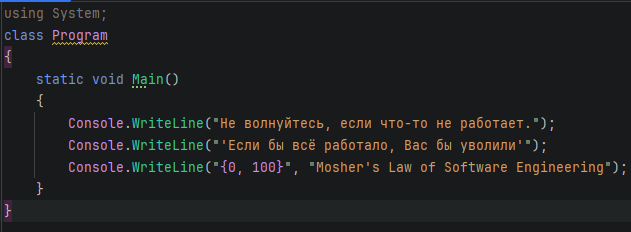 using System;
class Program
{
    static void Main()
    {
        Console.WriteLine("Не волнуйтесь, если что-то не работает.");
        Console.WriteLine("'Если бы всё работало, Вас бы уволили'");
        Console.WriteLine("{0, 100}", "Mosher's Law of Software Engineering");
    }
}